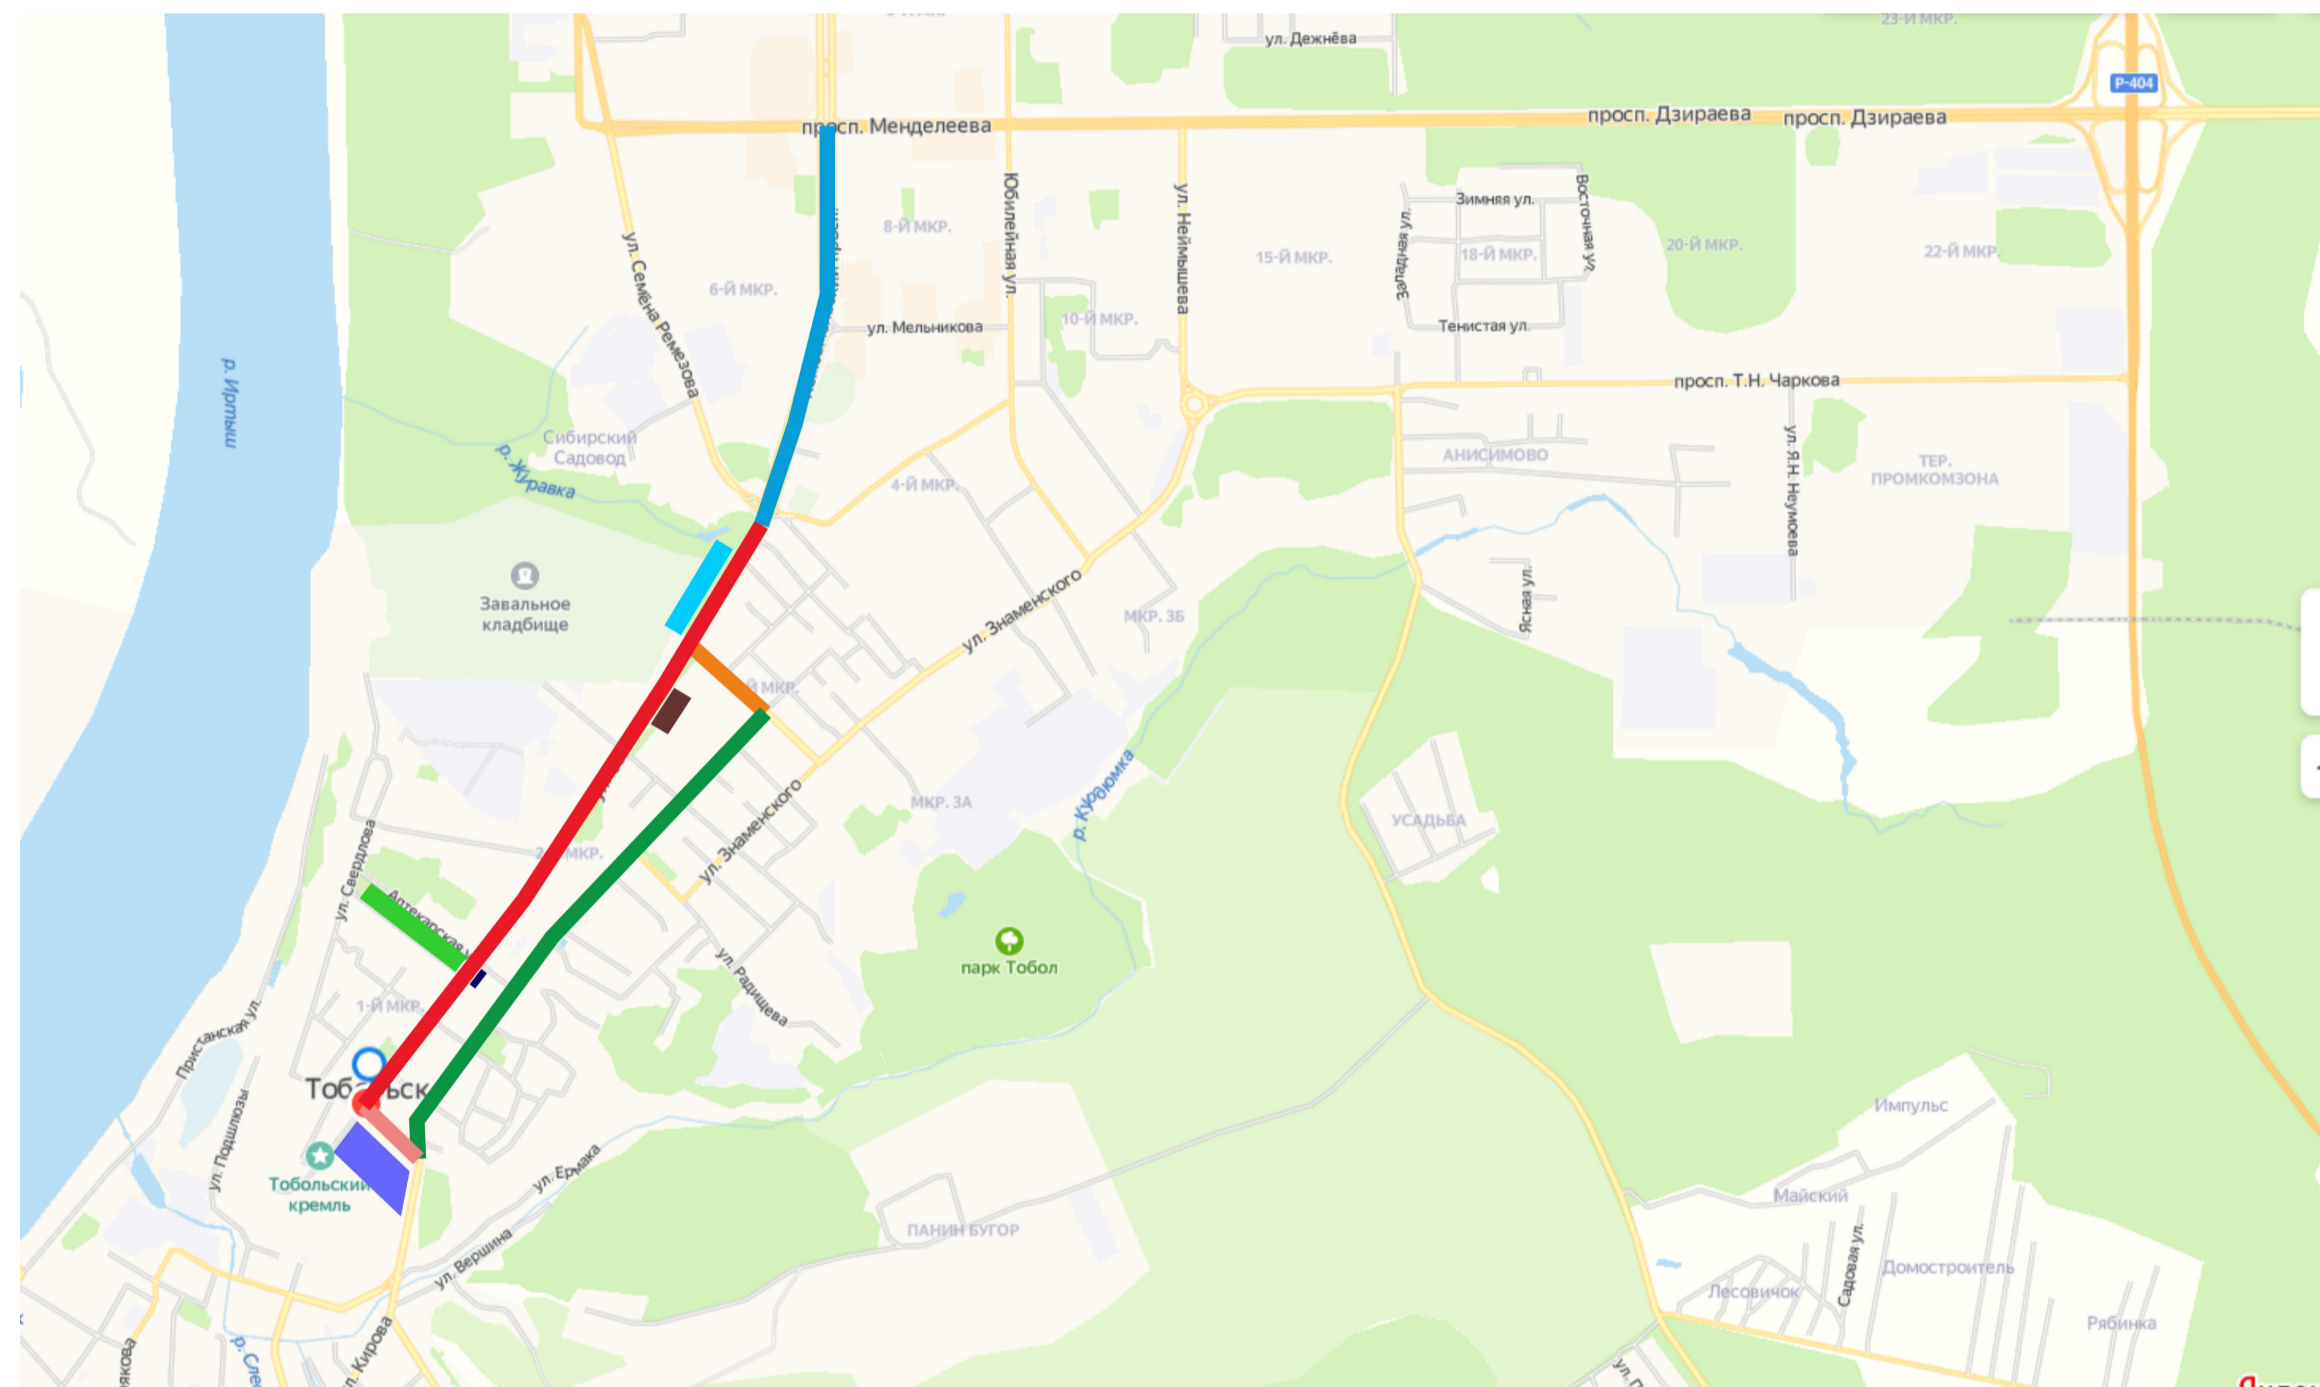 23-Й МКР.
ул. Дежнёва
Р-404
просп. Менделеева
просп. Дзираева
просп. Дзираева
Юбилейная ул.
ул. Неймышева
Зимняя ул.
Восточная ул.
Западная ул.
ул. Семёна Ремезова
8-Й МКР.
15-Й МКР.
18-Й МКР.
20-Й МКР.
22-Й МКР.
6-Й МКР.
10-Й МКР.
ул. Мельникова
Тенистая ул.
р. Иртыш
просп. Т.Н. Чаркова
Сибирский
Садовод
р. Журавка
4-Й МКР.
АНИСИМОВО
ул. Я.Н. Неумоева
ТЕР.
ПРОМКОМЗОНА
Завальное
кладбище
ул. Знаменского
МКР. 3Б
Ясная ул.
Й МКР.
МКР. 3А
р. Курдюмка
УСАДЬБА
ул. Знаменского
МКР.
ул. Свердлова
Аптекарская
парк Тобол
ул. Радищева
1-Й МКР.
Пристанская ул.
Тобольск
ул. Подшлюзы
Импульс
Тобольский
кремль
ул. Ермака
Майский
ПАНИН БУГОР
ул. Вершина
Садовая ул.
Домостроитель
Лесовичок
Рябинка
ул. Кирова